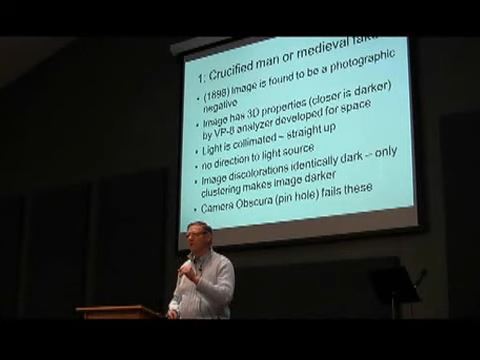 1: Crucified man or medieval fake
• (1898) Image is found to be a photographic
negative
• Image has 3D properties (closer is darker)
by VP-8 analyzer developed for space
• Light is collimated – straight up
• no direction to light source
• Image discolorations identically dark -- only
clustering makes image darker
• Camera Obscura (pin hole) fails these